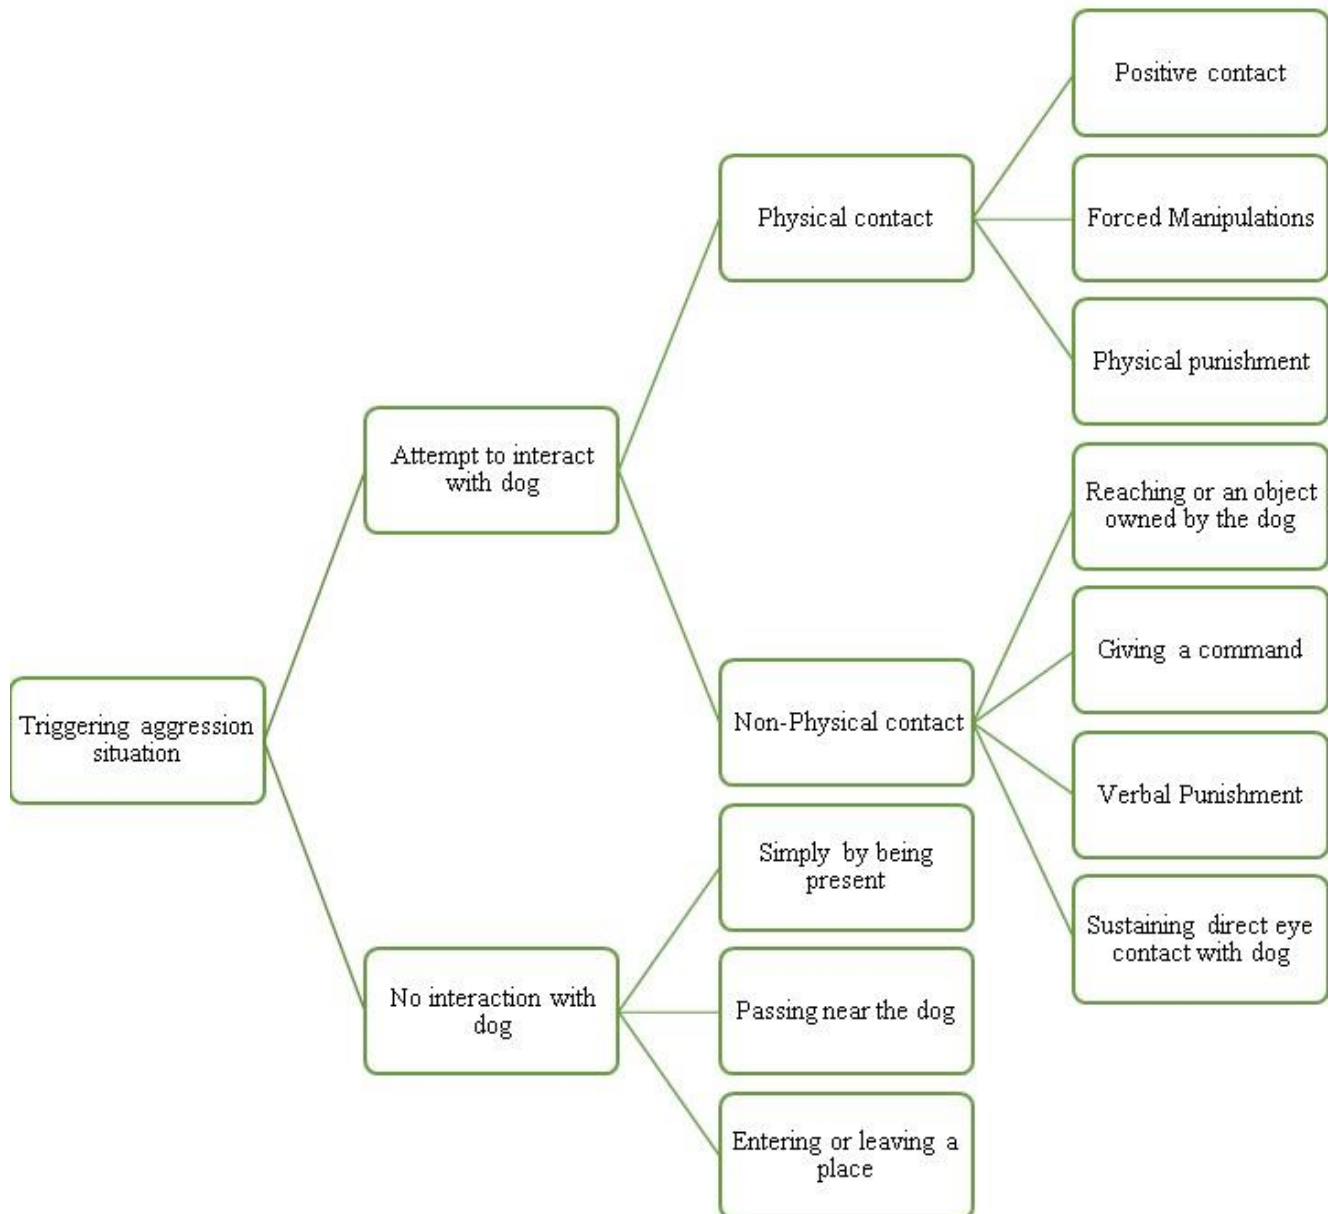 Positive contact
Physical contact
Forced Manipulations
Physical punishment
Attempt to interact
with dog
Reaching or an object
owned by the dog
Giving a command
Triggering aggression
situation
Non-Physical contact
Verbal Punishment
Simply by being
present
Sustaining direct eye
contact with dog
No interaction with
dog
Passing near the dog
Entering or leaving a
place